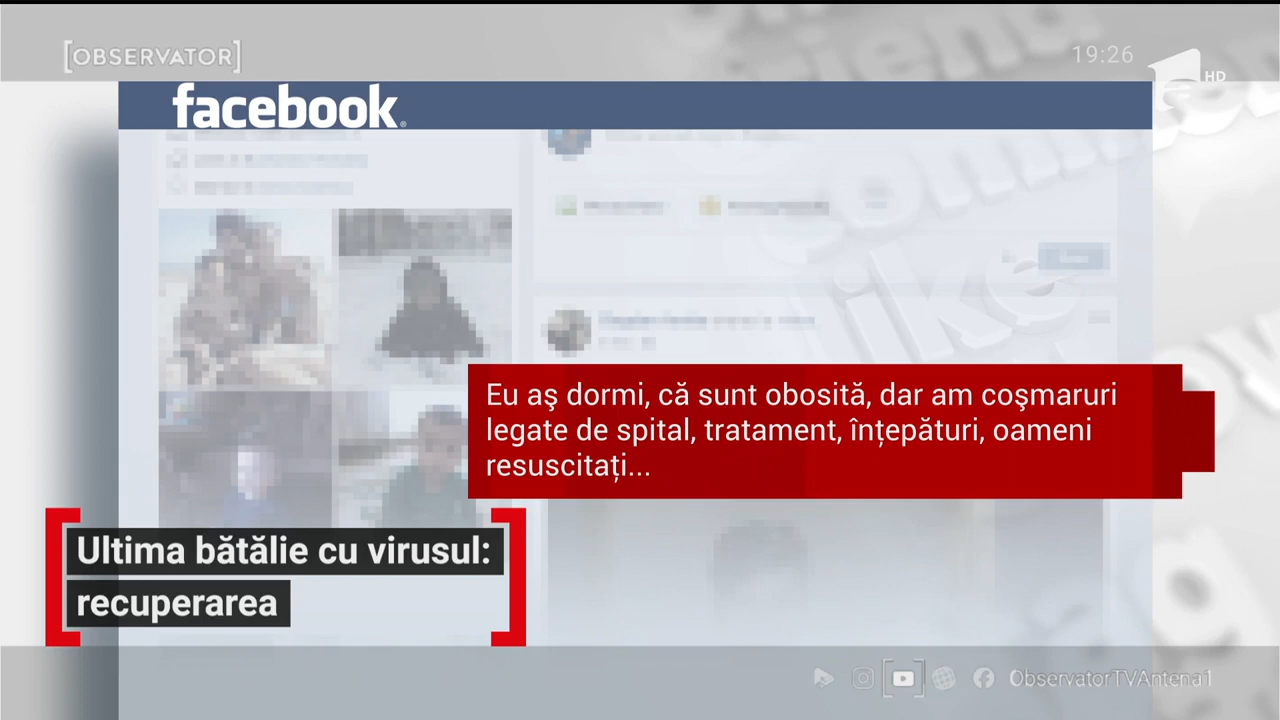 [OBSERVATOR]
19:26
HD
facebook
Eu aş dormi, că sunt obosită, dar am coşmaruri
legate de spital, tratament, înțepături, oameni
resuscitați...
Ultima bătălie cu virusul:
recuperarea
like
ObservatorTVAntena1